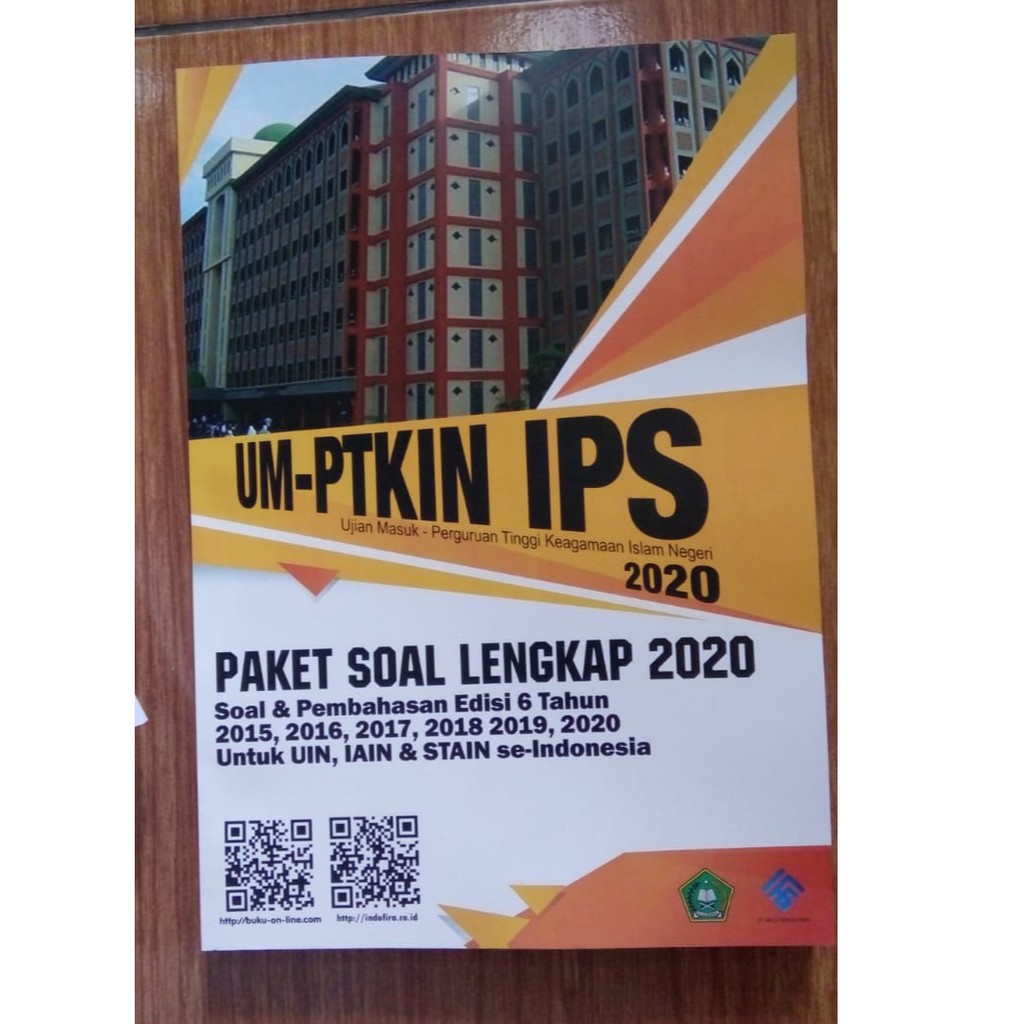 UM-PTKIN IPS
Ujian Masuk - Perguruan Tinggi Keagamaan Islam Negeri
2020
PAKET SOAL LENGKAP 2020
Soal & Pembahasan Edisi 6 Tahun
2015, 2016, 2017, 2018 2019, 2020
Untuk UIN, IAIN & STAIN se-Indonesia
http://buku-on-line.com
http://indofira.co.id